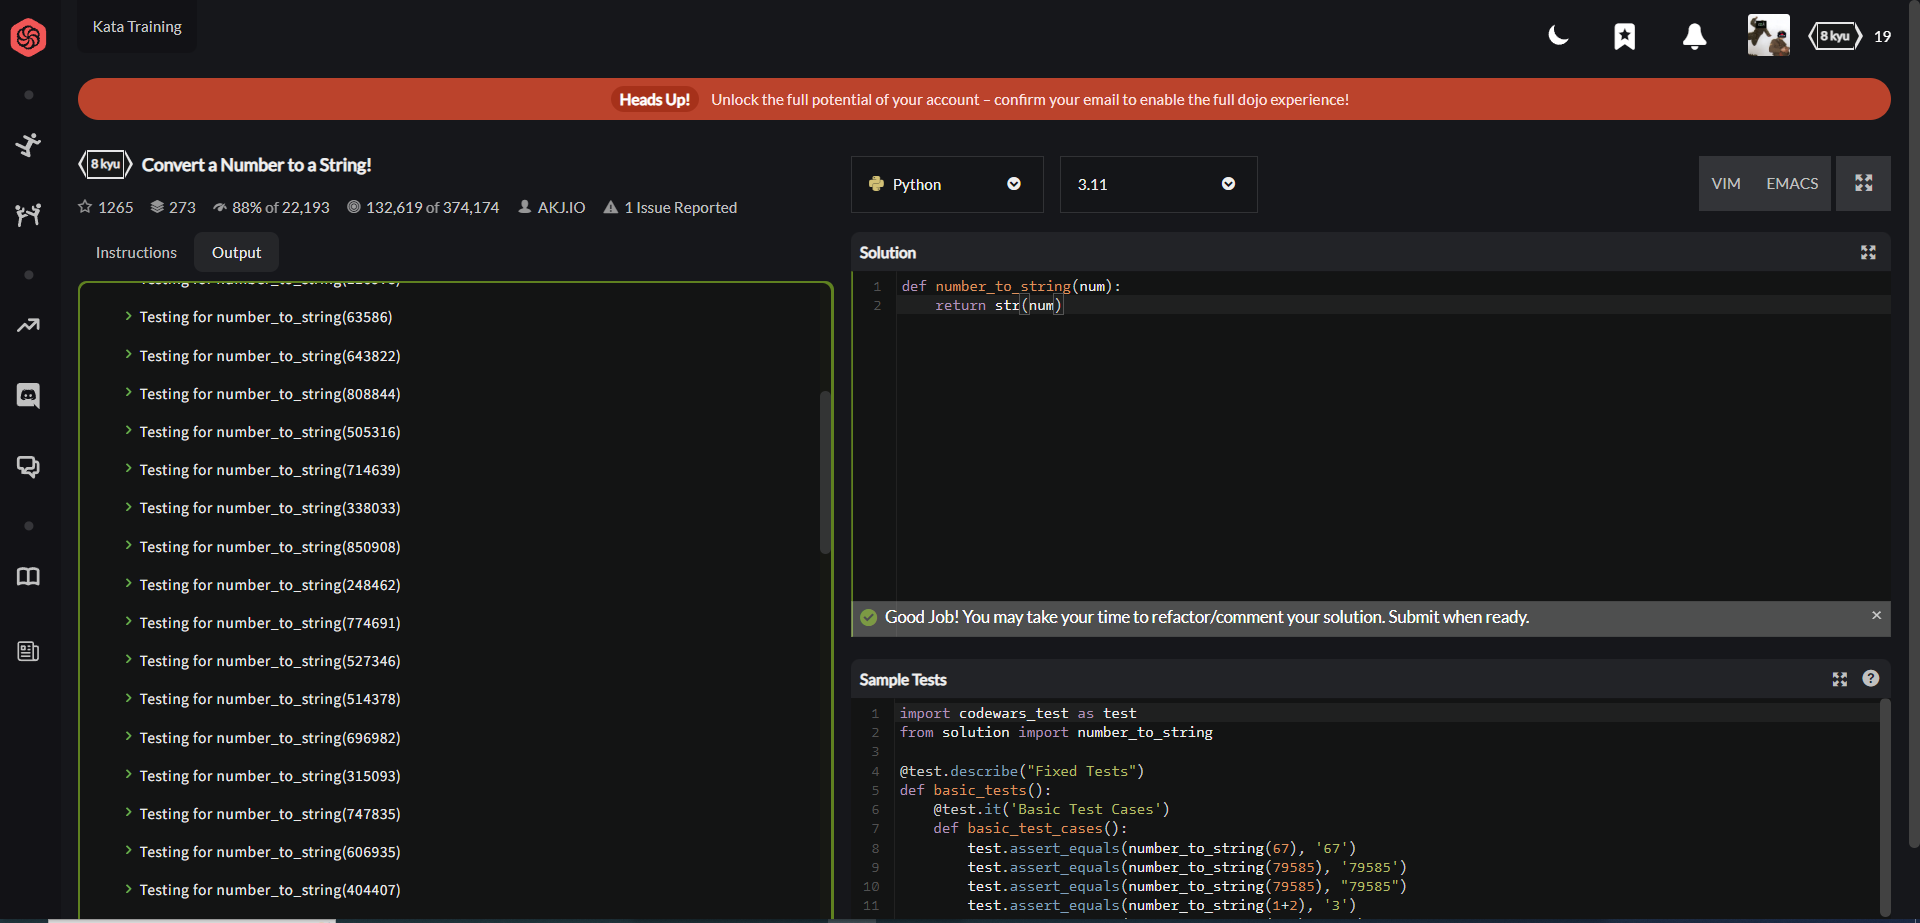 Kata Training
8 kyu 19
Heads Up! Unlock the full potential of your account – confirm your email to enable the full dojo experience!
8 kyu Convert a Number to a String!
1265 273 88% of 22,193 132,619 of 374,174 AKJ.IO 1 Issue Reported
Python 3.11 VIM EMACS
Instructions Output
Testing for number_to_string(63586)
Testing for number_to_string(643822)
Testing for number_to_string(808844)
Testing for number_to_string(505316)
Testing for number_to_string(714639)
Testing for number_to_string(338033)
Testing for number_to_string(850908)
Testing for number_to_string(248462)
Testing for number_to_string(774691)
Testing for number_to_string(527346)
Testing for number_to_string(514378)
Testing for number_to_string(696982)
Testing for number_to_string(315093)
Testing for number_to_string(747835)
Testing for number_to_string(606935)
Testing for number_to_string(404407)
Solution
1 def number_to_string(num):
2 return str(num)
Good Job! You may take your time to refactor/comment your solution. Submit when ready.
Sample Tests
1 import codewars_test as test
2 from solution import number_to_string
3
4 @test.describe("Fixed Tests")
5 def basic_tests():
6 @test.it('Basic Test Cases')
7 def basic_test_cases():
8 test.assert_equals(number_to_string(67), '67')
9 test.assert_equals(number_to_string(79585), '79585')
10 test.assert_equals(number_to_string(79585), "79585")
11 test.assert_equals(number_to_string(1+2), '3')